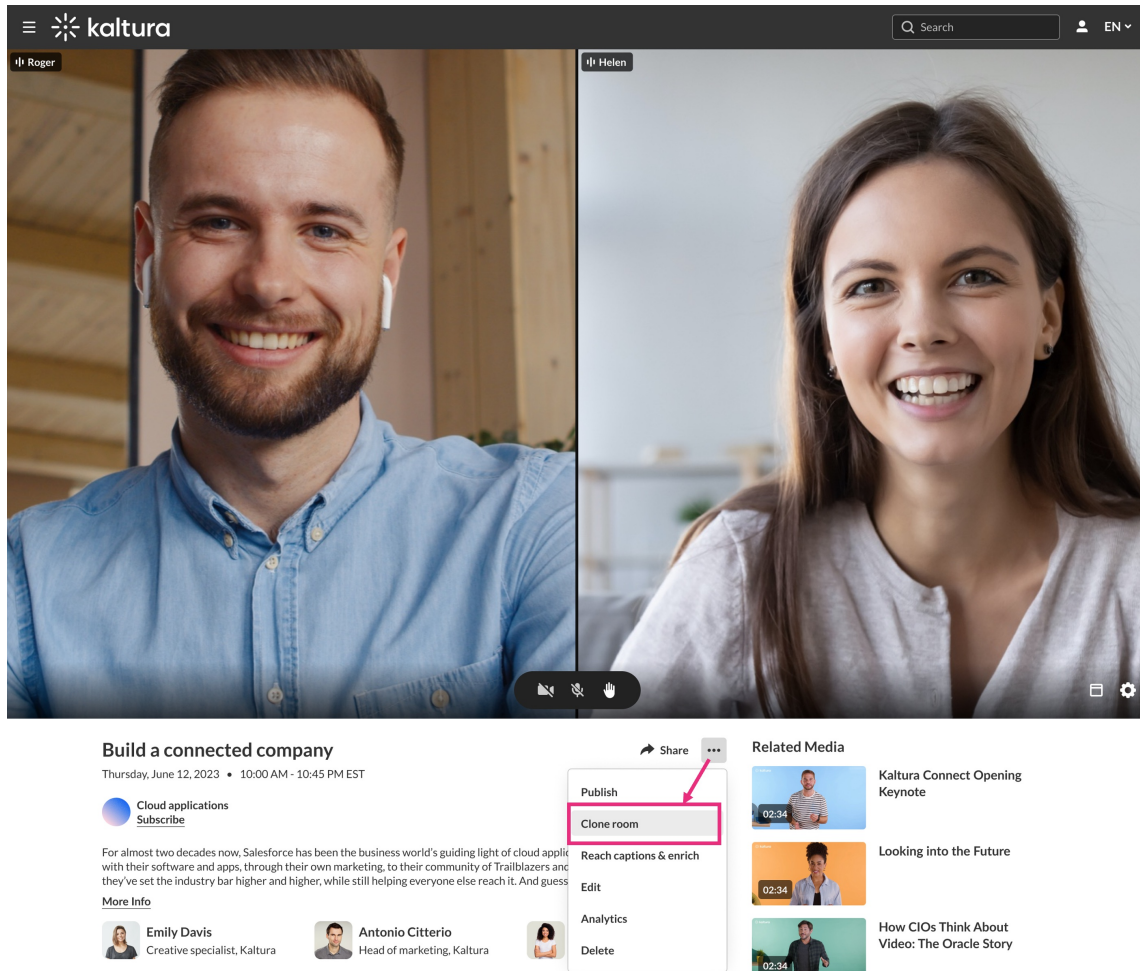 kaltura
Search
EN
Roger
Helen
Build a connected company
Thursday, June 12, 2023 • 10:00 AM - 10:45 PM EST
Cloud applications
Subscribe
For almost two decades now, Salesforce has been the business world's guiding light of cloud applic
with their software and apps, through their own marketing, to their community of Trailblazers and
they've set the industry bar higher and higher, while still helping everyone else reach it. And guess
More Info
Emily Davis
Creative specialist, Kaltura
Antonio Citterio
Head of marketing, Kaltura
Share
Publish
Clone room
Reach captions & enrich
Edit
Analytics
Delete
Related Media
02:34
Kaltura Connect Opening
Keynote
02:34
Looking into the Future
02:34
How CIOs Think About
Video: The Oracle Story